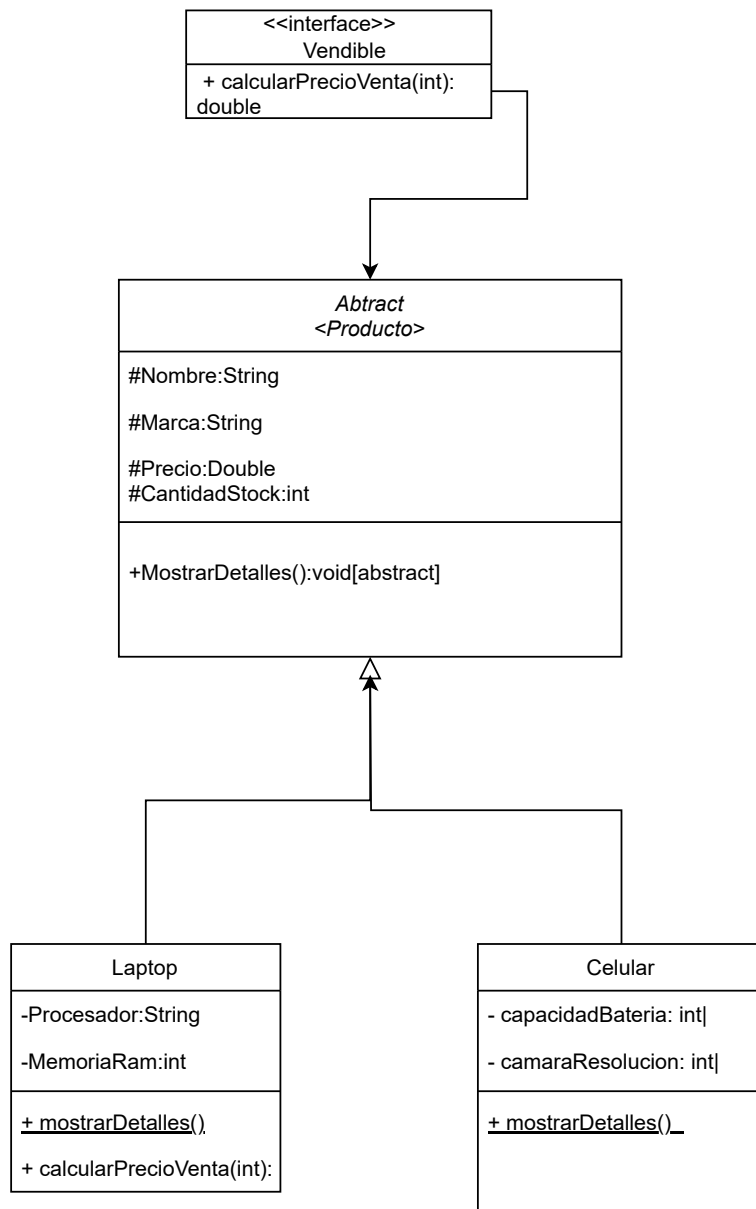 <<interface>>
Vendible
+ calcularPrecioVenta(int):
double
Abtract
<Producto>
#Nombre:String
#Marca:String
#Precio:Double
#CantidadStock:int
+MostrarDetalles():void[abstract]
Laptop
-Procesador:String
-MemoriaRam:int
+ mostrarDetalles()
+ calcularPrecioVenta(int):
Celular
- capacidadBateria: int|
- camaraResolucion: int|
+ mostrarDetalles()